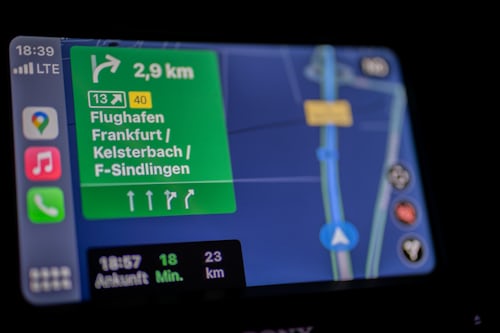 18:39
LTE
2,9 km
13 40
Flughafen
Frankfurt /
Kelsterbach /
F-Sindlingen
18:57 18 23
Ankunft Min. km
SONY